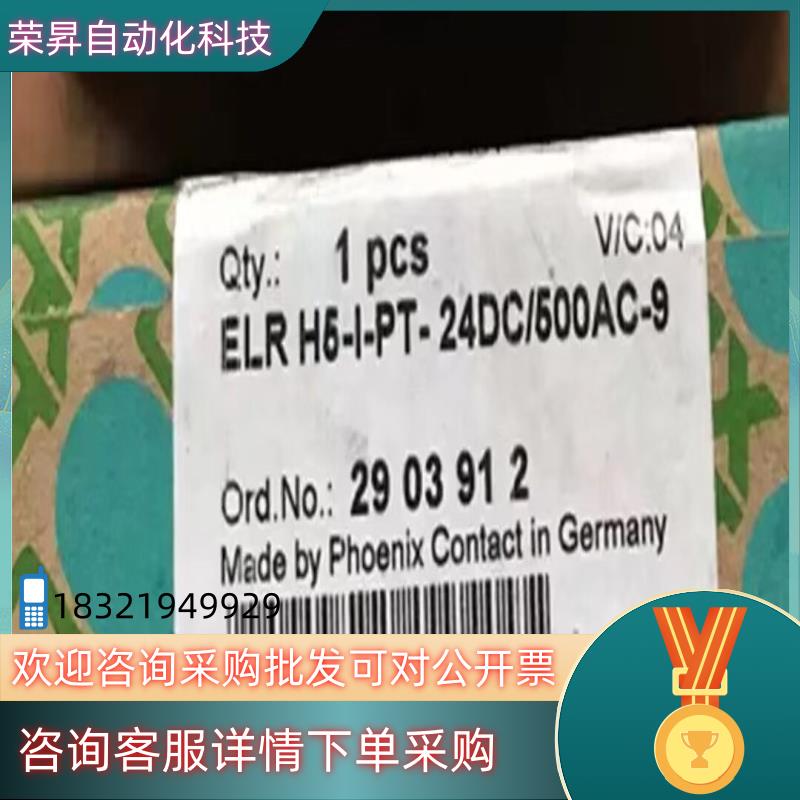 荣昇自动化科技
Qty.: 1 pcs V/C:04
ELR H5-I-PT- 24DC/500AC-9
Ord.No.: 29 03 91 2
Made by Phoenix Contact in Germany
18321949929
欢迎咨询采购批发可对公开票
咨询客服详情下单采购